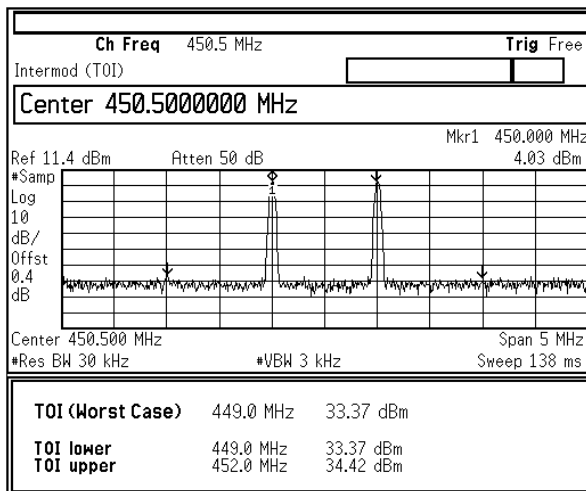 Ch Freq 450.5 MHz Trig Free
Intermod (TOI)
Center 450.5000000 MHz
Mkr1 450.000 MHz
Ref 11.4 dBm Atten 50 dB 4.03 dBm
#Samp
Log
10
dB/
Offst
0.4
dB
1
Center 450.500 MHz Span 5 MHz
#Res BW 30 kHz #VBW 3 kHz Sweep 138 ms
TOI (Worst Case) 449.0 MHz 33.37 dBm
TOI lower 449.0 MHz 33.37 dBm
TOI upper 452.0 MHz 34.42 dBm